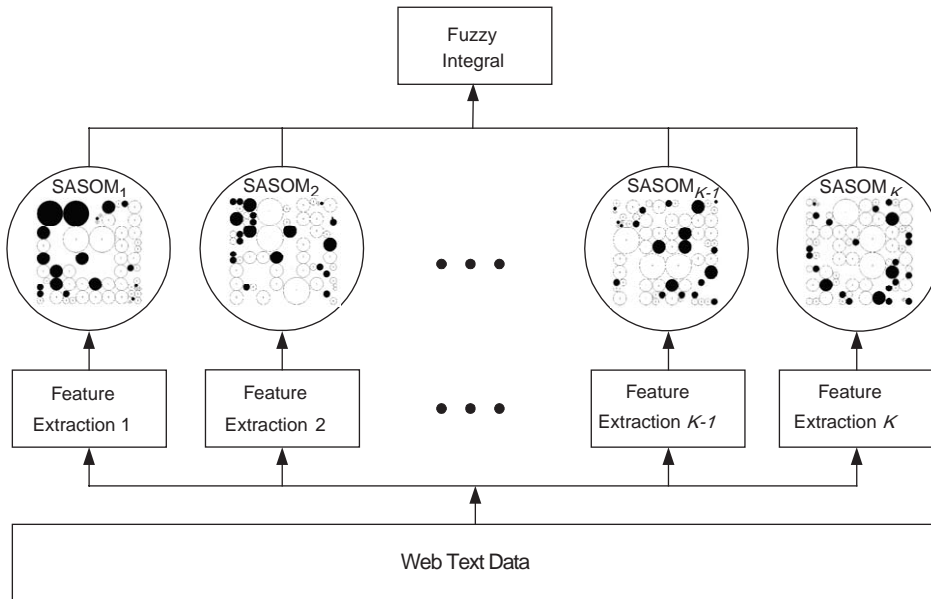 Fuzzy
Integral
SASOM1
SASOM2
SASOMK-1
SASOMK
Feature
Extraction 1
Feature
Extraction 2
Feature
Extraction K-1
Feature
Extraction K
Web Text Data